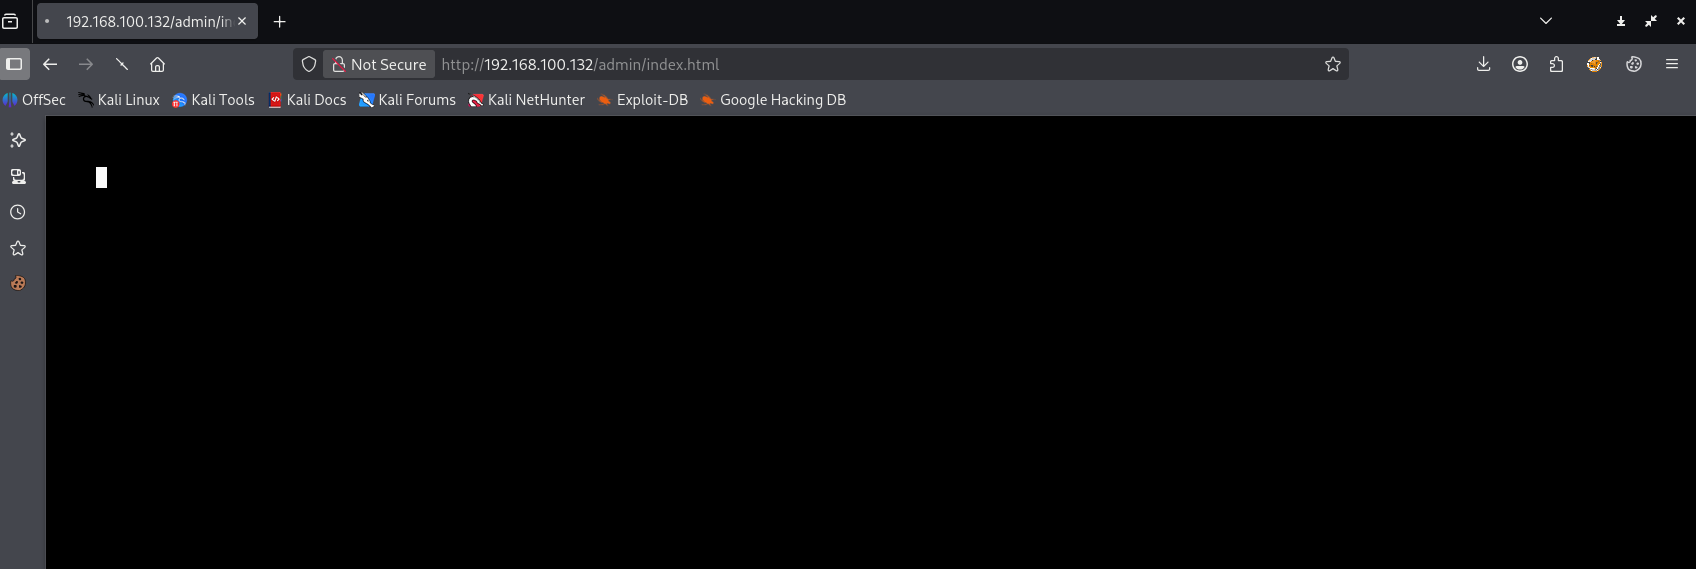 192.168.100.132/admin/in
Not Secure http://192.168.100.132/admin/index.html
OffSec Kali Linux Kali Tools Kali Docs Kali Forums Kali NetHunter Exploit-DB Google Hacking DB